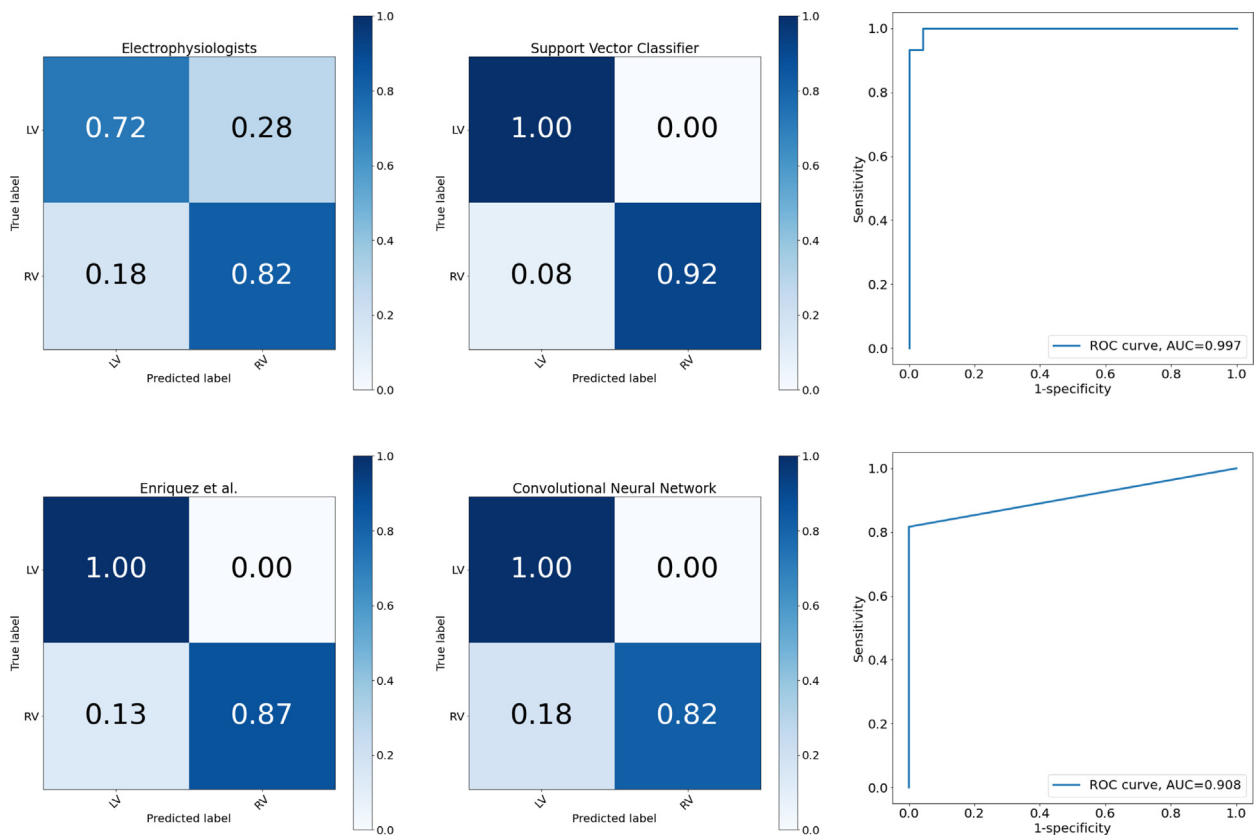 Electrophysiologists
1.0
0.8
0.6
0.4
0.2
0.0
True label
LV
RV
0.72 0.28
0.18 0.82
LV RV
Predicted label
Support Vector Classifier
1.0
0.8
0.6
0.4
0.2
0.0
True label
LV
RV
1.00 0.00
0.08 0.92
LV RV
Predicted label
Sensitivity
1.0
0.8
0.6
0.4
0.2
0.0
ROC curve, AUC=0.997
0.0 0.2 0.4 0.6 0.8 1.0
1-specificity
Enriquez et al.
1.0
0.8
0.6
0.4
0.2
0.0
True label
LV
RV
1.00 0.00
0.13 0.87
LV RV
Predicted label
Convolutional Neural Network
1.0
0.8
0.6
0.4
0.2
0.0
True label
LV
RV
1.00 0.00
0.18 0.82
LV RV
Predicted label
Sensitivity
1.0
0.8
0.6
0.4
0.2
0.0
ROC curve, AUC=0.908
0.0 0.2 0.4 0.6 0.8 1.0
1-specificity